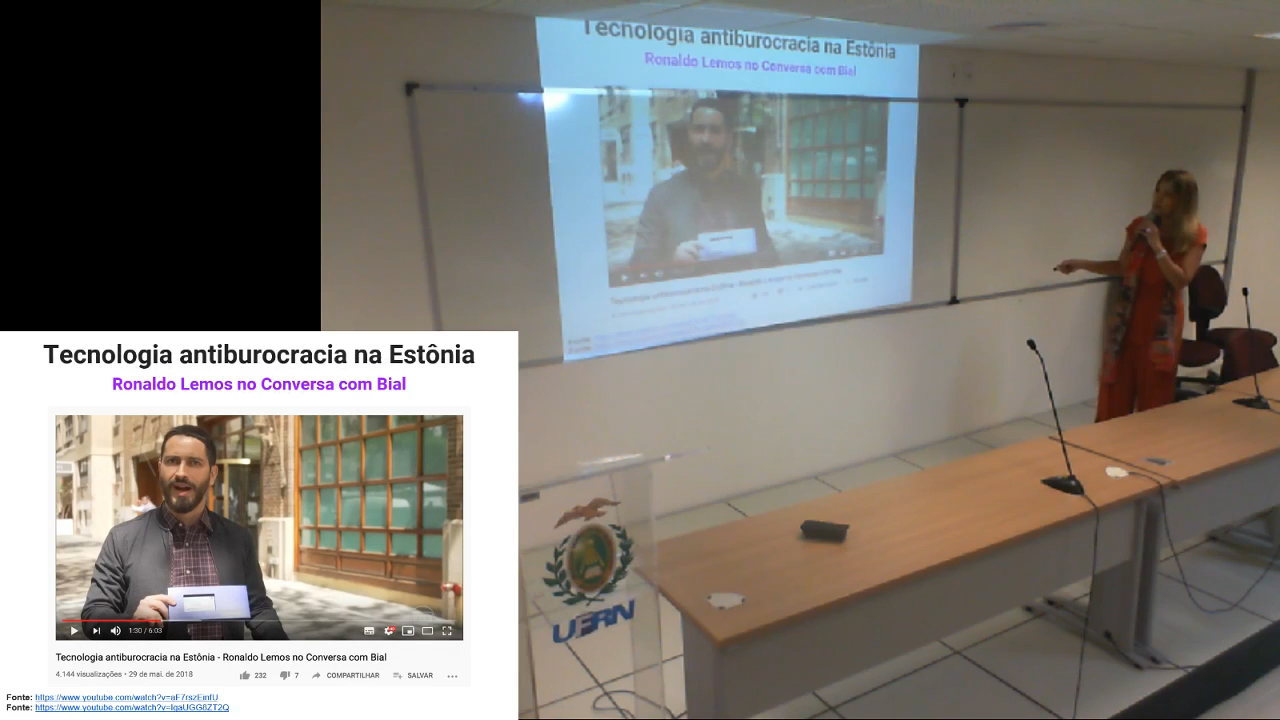 Tecnologia antiburocracia na Estônia
Ronaldo Lemos no Conversa com Bial
Tecnologia antiburocracia na Estônia
Ronaldo Lemos no Conversa com Bial
1:30 / 6:03
Tecnologia antiburocracia na Estônia - Ronaldo Lemos no Conversa com Bial
4.144 visualizações • 29 de mai. de 2018
232
7
COMPARTILHAR
SALVAR
Fonte: https://www.youtube.com/watch?v=aF7rszEinfU
Fonte: https://www.youtube.com/watch?v=IqaUGG8ZT2Q
UERN